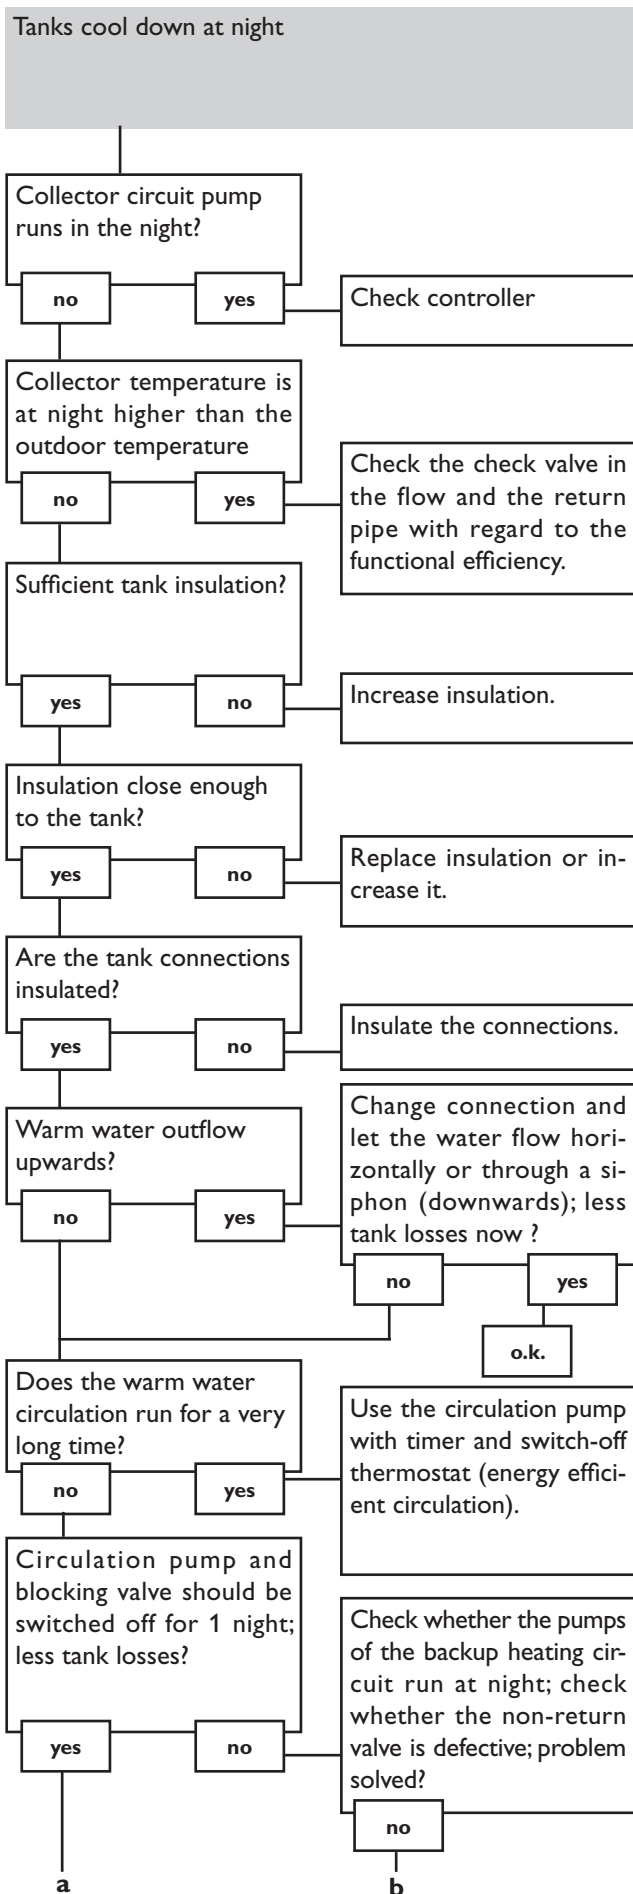 Tanks cool down at night
Collector circuit pump
runs in the night?
no
yes
Check controller
Collector temperature is
at night higher than the
outdoor temperature
no
yes
Check the check valve in
the flow and the return
pipe with regard to the
functional efficiency.
Sufficient tank insulation?
yes
no
Increase insulation.
Insulation close enough
to the tank?
yes
no
Replace insulation or in-
crease it.
Are the tank connections
insulated?
yes
no
Insulate the connections.
Warm water outflow
upwards?
no
yes
Change connection and
let the water flow hori-
zontally or through a si-
phon (downwards); less
tank losses now ?
no
yes
o.k.
Does the warm water
circulation run for a very
long time?
no
yes
Use the circulation pump
with timer and switch-off
thermostat (energy effici-
ent circulation).
Circulation pump and
blocking valve should be
switched off for 1 night;
less tank losses?
yes
no
Check whether the pumps
of the backup heating cir-
cuit run at night; check
whether the non-return
valve is defective; problem
solved?
no
a
b